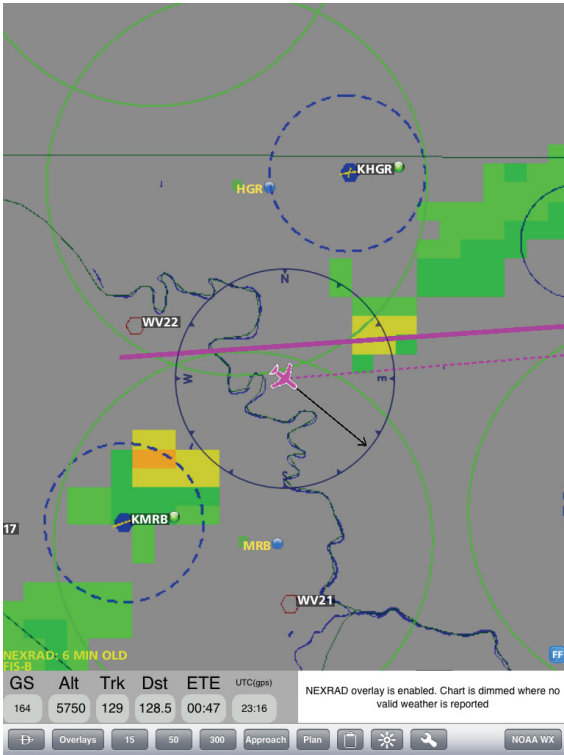 KHGR
HGR
N
WV22
W
E
KMRB
17
MRB
WV21
NEXRAD: 6 MIN OLD
FIS-B
FF
GS Alt Trk Dst ETE UTC(gps)
164 5750 129 128.5 00:47 23:16
NEXRAD overlay is enabled. Chart is dimmed where no
valid weather is reported
D Overlays 15 50 300 Approach Plan NOAA WX